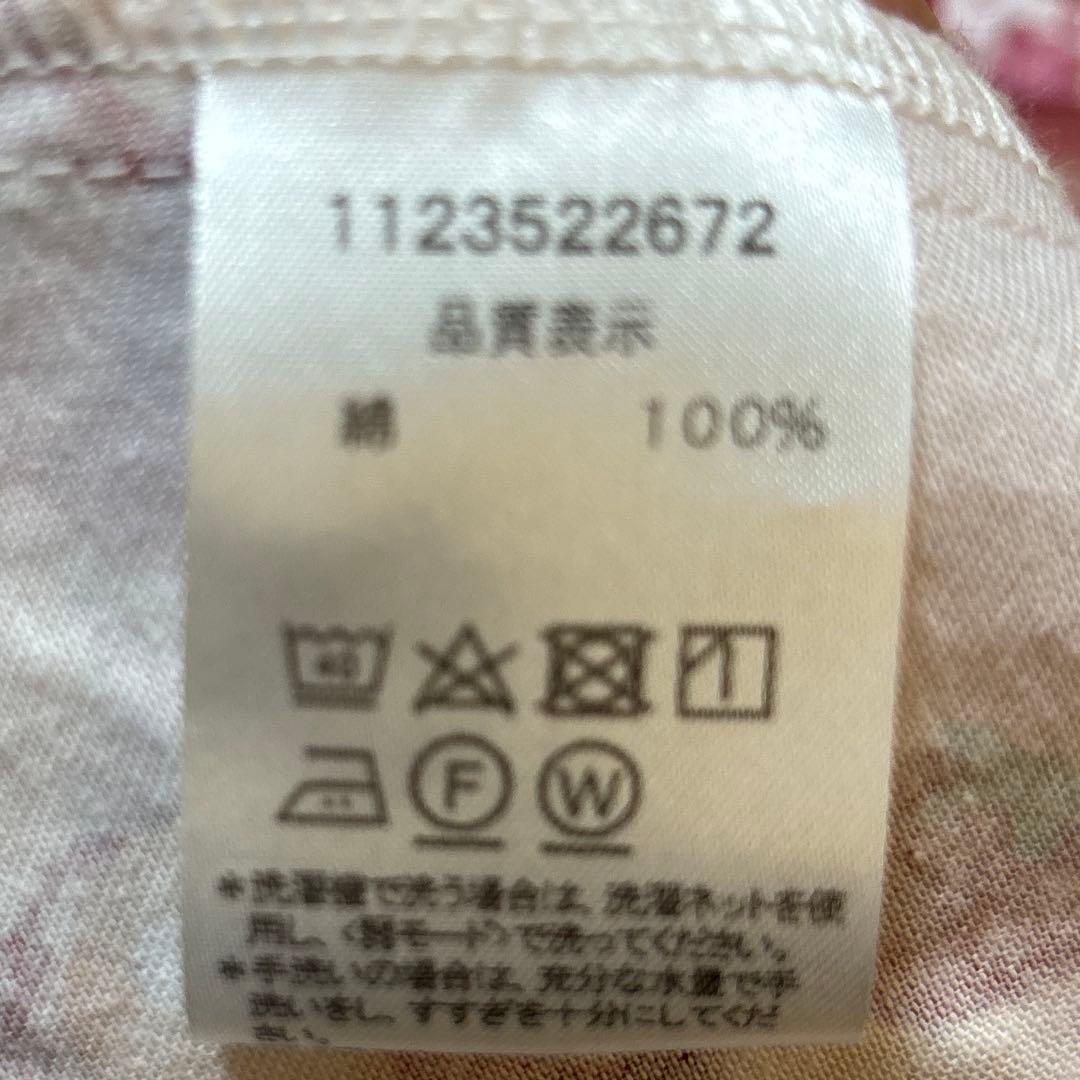 1123522672
品質表示
綿 100%
40
F W
*洗濯機で洗う場合は、洗濯ネットを使
用し、〈弱モード〉で洗ってください。
*手洗いの場合は、充分な水量で手
洗いをし、すすぎを十分にしてくだ
さい。